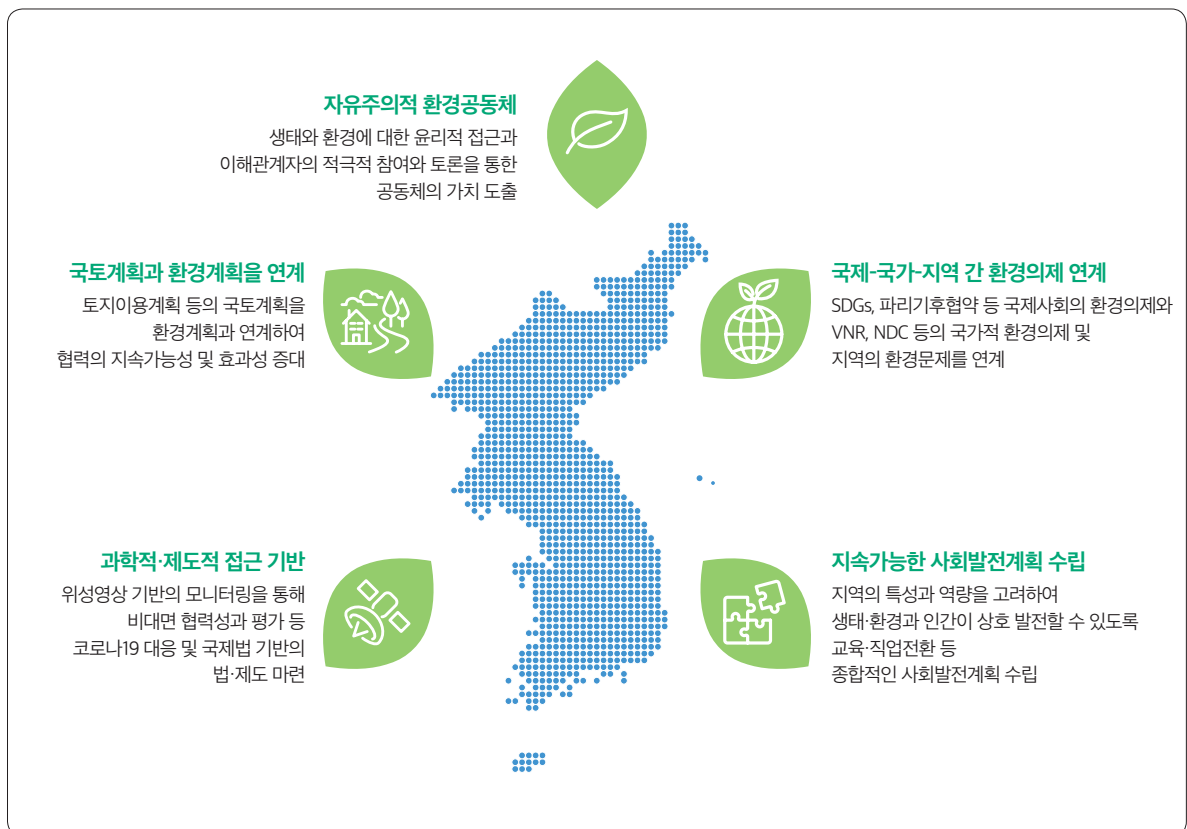 자유주의적 환경공동체
생태와 환경에 대한 윤리적 접근과
이해관계자의 적극적 참여와 토론을 통한
공동체의 가치 도출
국토계획과 환경계획을 연계
토지이용계획 등의 국토계획을
환경계획과 연계하여
협력의 지속가능성 및 효과성 증대
국제-국가-지역 간 환경의제 연계
SDGs, 파리기후협약 등 국제사회의 환경의제와
VNR, NDC 등의 국가적 환경의제 및
지역의 환경문제를 연계
과학적·제도적 접근 기반
위성영상 기반의 모니터링을 통해
비대면 협력성과 평가 등
코로나19 대응 및 국제법 기반의
법·제도 마련
지속가능한 사회발전계획 수립
지역의 특성과 역량을 고려하여
생태·환경과 인간이 상호 발전할 수 있도록
교육·직업전환 등
종합적인 사회발전계획 수립